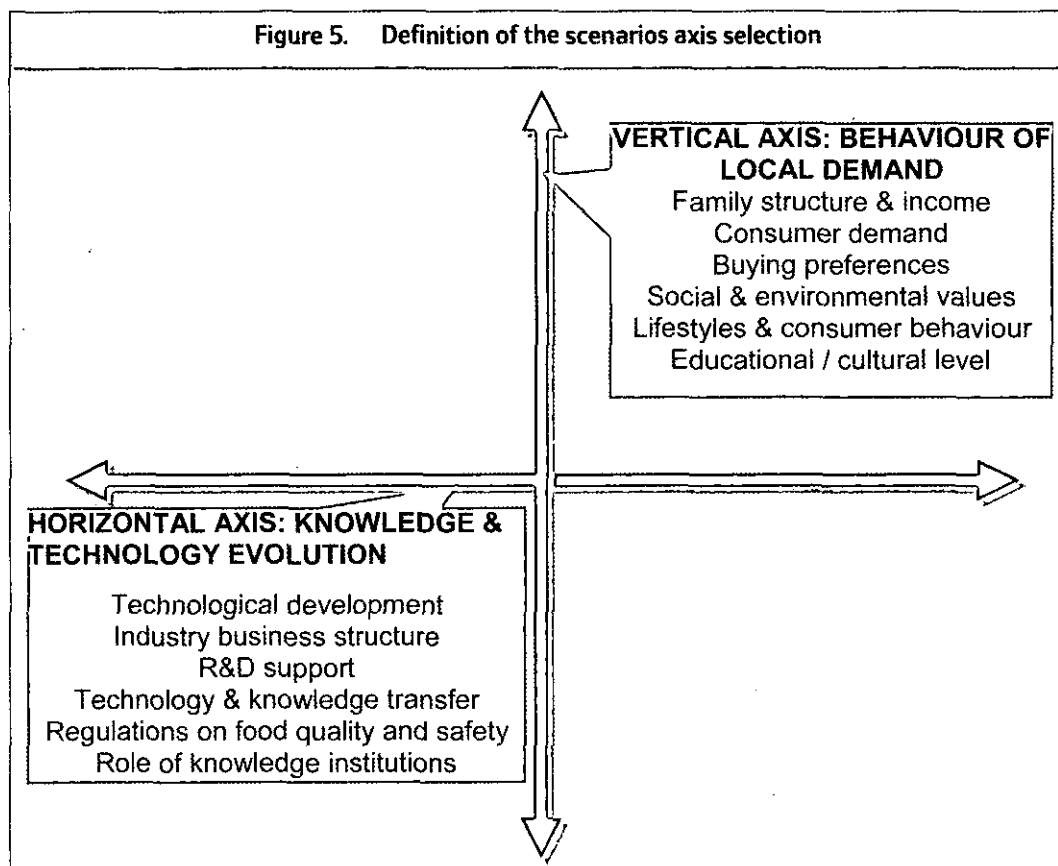 Figure 5. Definition of the scenarios axis selection
VERTICAL AXIS: BEHAVIOUR OF
LOCAL DEMAND
Family structure & income
Consumer demand
Buying preferences
Social & environmental values
Lifestyles & consumer behaviour
Educational / cultural level
HORIZONTAL AXIS: KNOWLEDGE &
TECHNOLOGY EVOLUTION
Technological development
Industry business structure
R&D support
Technology & knowledge transfer
Regulations on food quality and safety
Role of knowledge institutions